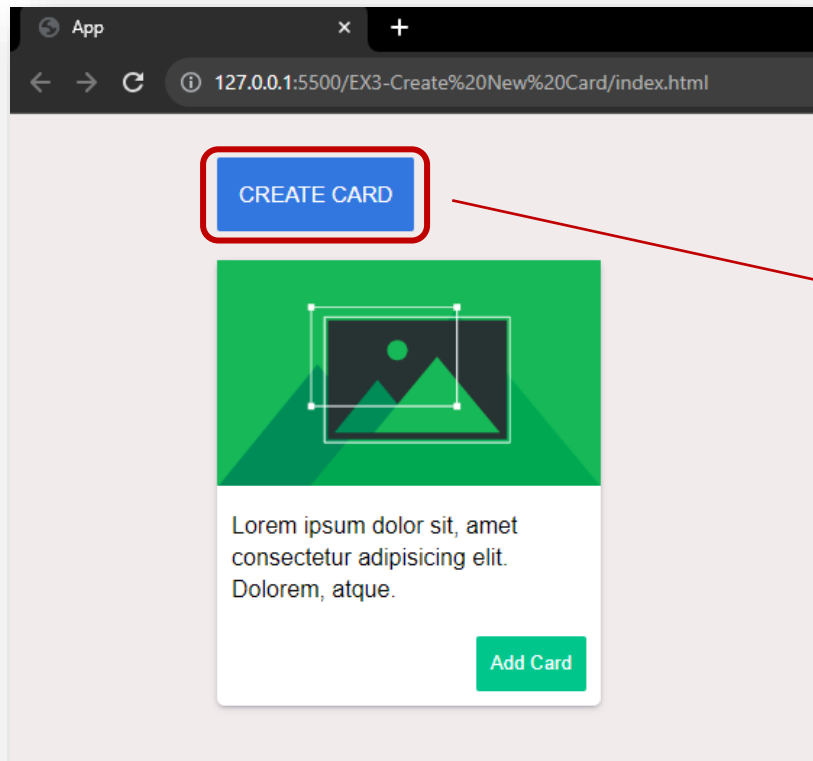 App
127.0.0.1:5500/EX3-Create%20New%20Card/index.html
CREATE CARD
Lorem ipsum dolor sit, amet
consectetur adipisicing elit.
Dolorem, atque.
Add Card